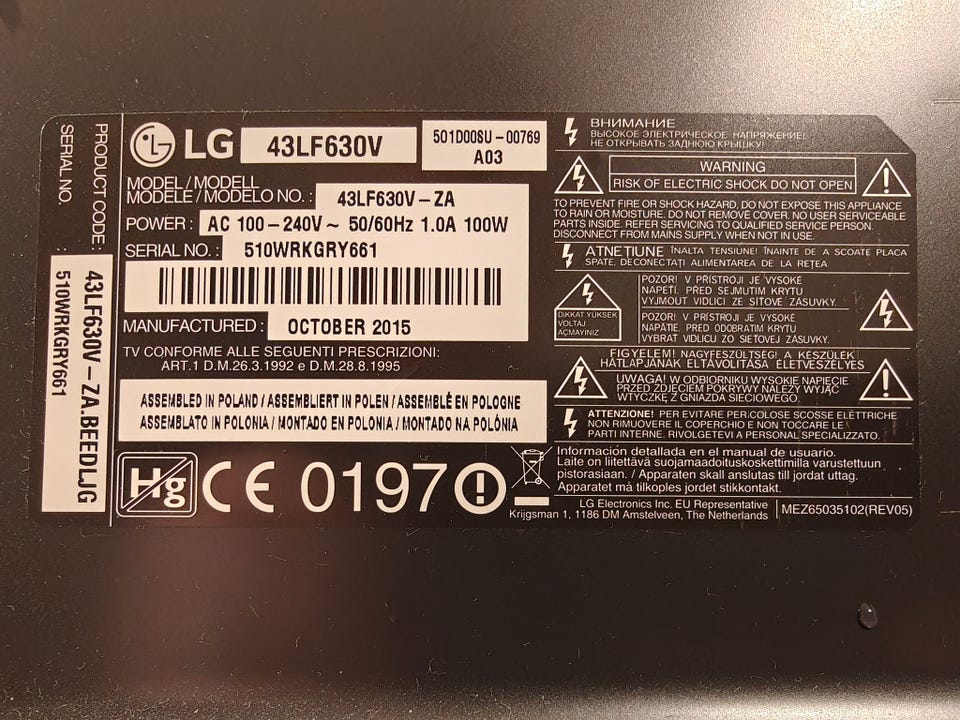 PRODUCT CODE :
SERIAL NO. :
43LF630V-ZA.BEEDLJG
510WRKGRY661
LG 43LF630V
501D008U-00769
A03
MODEL / MODELL
MODÈLE / MODELO NO. : 43LF630V-ZA
POWER : AC 100-240V~ 50/60Hz 1.0A 100W
SERIAL NO. : 510WRKGRY661
MANUFACTURED : OCTOBER 2015
TV CONFORME ALLE SEGUENTI PRESCRIZIONI:
ART.1 D.M.26.3.1992 e D.M.28.8.1995
ASSEMBLED IN POLAND / ASSEMBLIERT IN POLEN / ASSEMBLÉ EN POLOGNE
ASSEMBLATO IN POLONIA / MONTADO EN POLONIA / MONTADO NA POLÓNIA
Hg CE 0197
ВНИМАНИЕ
ВЫСОКОЕ ЭЛЕКТРИЧЕСКОЕ НАПРЯЖЕНИЕ!
НЕ ОТКРЫВАТЬ ЗАДНЮЮ КРЫШКУ!
WARNING
RISK OF ELECTRIC SHOCK DO NOT OPEN
TO PREVENT FIRE OR SHOCK HAZARD, DO NOT EXPOSE THIS APPLIANCE
TO RAIN OR MOISTURE. DO NOT REMOVE COVER. NO USER SERVICEABLE
PARTS INSIDE. REFER SERVICING TO QUALIFIED SERVICE PERSON.
DISCONNECT FROM MAINS SUPPLY WHEN NOT IN USE.
ATNEŢIUNE ÎNALTA TENSIUNE! ÎNAINTE DE A SCOATE PLACA
SPATE, DECONECTAŢI ALIMENTAREA DE LA REŢEA
DIKKAT YUKSEK
VOLTAJ
AÇMAYINIZ
POZOR! V PŘÍSTROJI JE VYSOKÉ
NAPĚTÍ. PŘED SEJMUTÍM KRYTU
VYJMOUT VIDLICI ZE SÍŤOVÉ ZÁSUVKY.
POZOR! V PRÍSTROJI JE VYSOKÉ
NAPÄTIE. PRED ODOBRATÍM KRYTU
VYBRAŤ VIDLICU ZO SIEŤOVEJ ZÁSUVKY.
FIGYELEM! NAGYFESZÜLTSÉG! A KÉSZÜLÉK
HÁTLAPJÁNAK ELTÁVOLÍTÁSA ÉLETVESZÉLYES
UWAGA! W ODBIORNIKU WYSOKIE NAPIĘCIE
PRZED ZDJĘCIEM POKRYWY NALEŻY WYJĄĆ
WTYCZKĘ Z GNIAZDA SIECIOWEGO
ATTENZIONE! PER EVITARE PER:COLOSE SCOSSE ELETTRICHE
NON RIMUOVERE IL COPERCHIO E NON TOCCARE LE
PARTI INTERNE. RIVOLGETEVI A PERSONAL SPECIALIZZATO.
Información detallada en el manual de usuario.
Laite on liitettävä suojamaadoituskoskettimilla varustettuun
pistorasiaan. / Apparaten skall anslutas till jordat uttag.
Apparatet må tilkoples jordet stikkontakt.
LG Electronics Inc. EU Representative
Krijgsman 1, 1186 DM Amstelveen, The Netherlands
MEZ65035102(REV05)